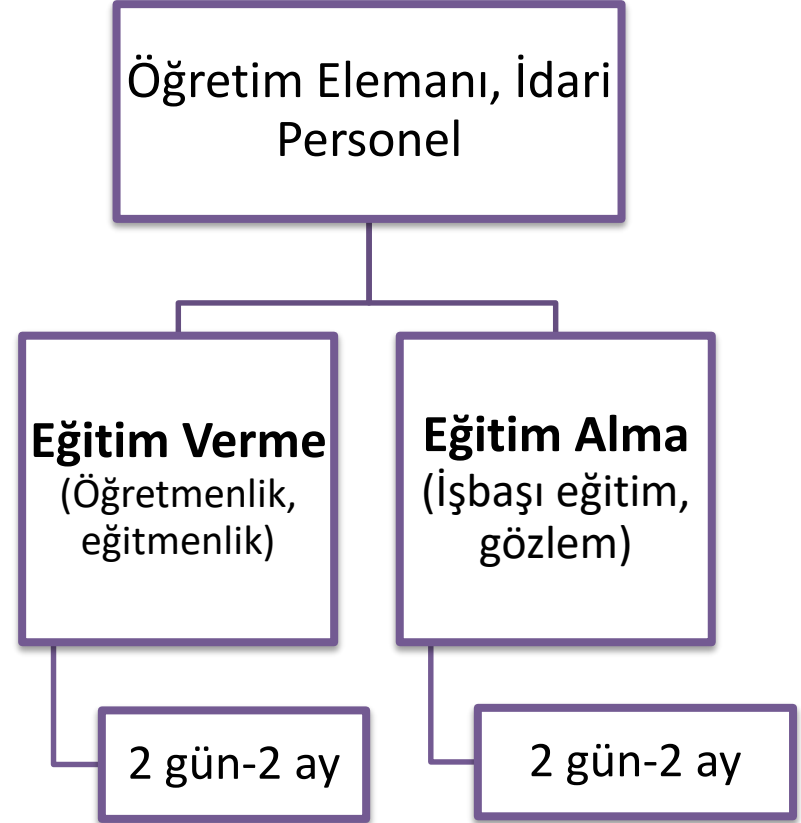 Öğretim Elemanı, İdari
Personel
Eğitim Verme
(Öğretmenlik,
eğitmenlik)
2 gün-2 ay
Eğitim Alma
(İşbaşı eğitim,
gözlem)
2 gün-2 ay